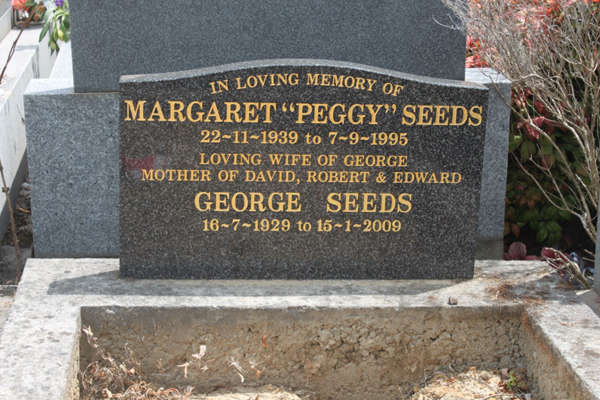 IN LOVING MEMORY OF
MARGARET "PEGGY" SEEDS
22~11~1939 to 7~9~1995
LOVING WIFE OF GEORGE
MOTHER OF DAVID, ROBERT & EDWARD
GEORGE SEEDS
16~7~1929 to 15~1~2009